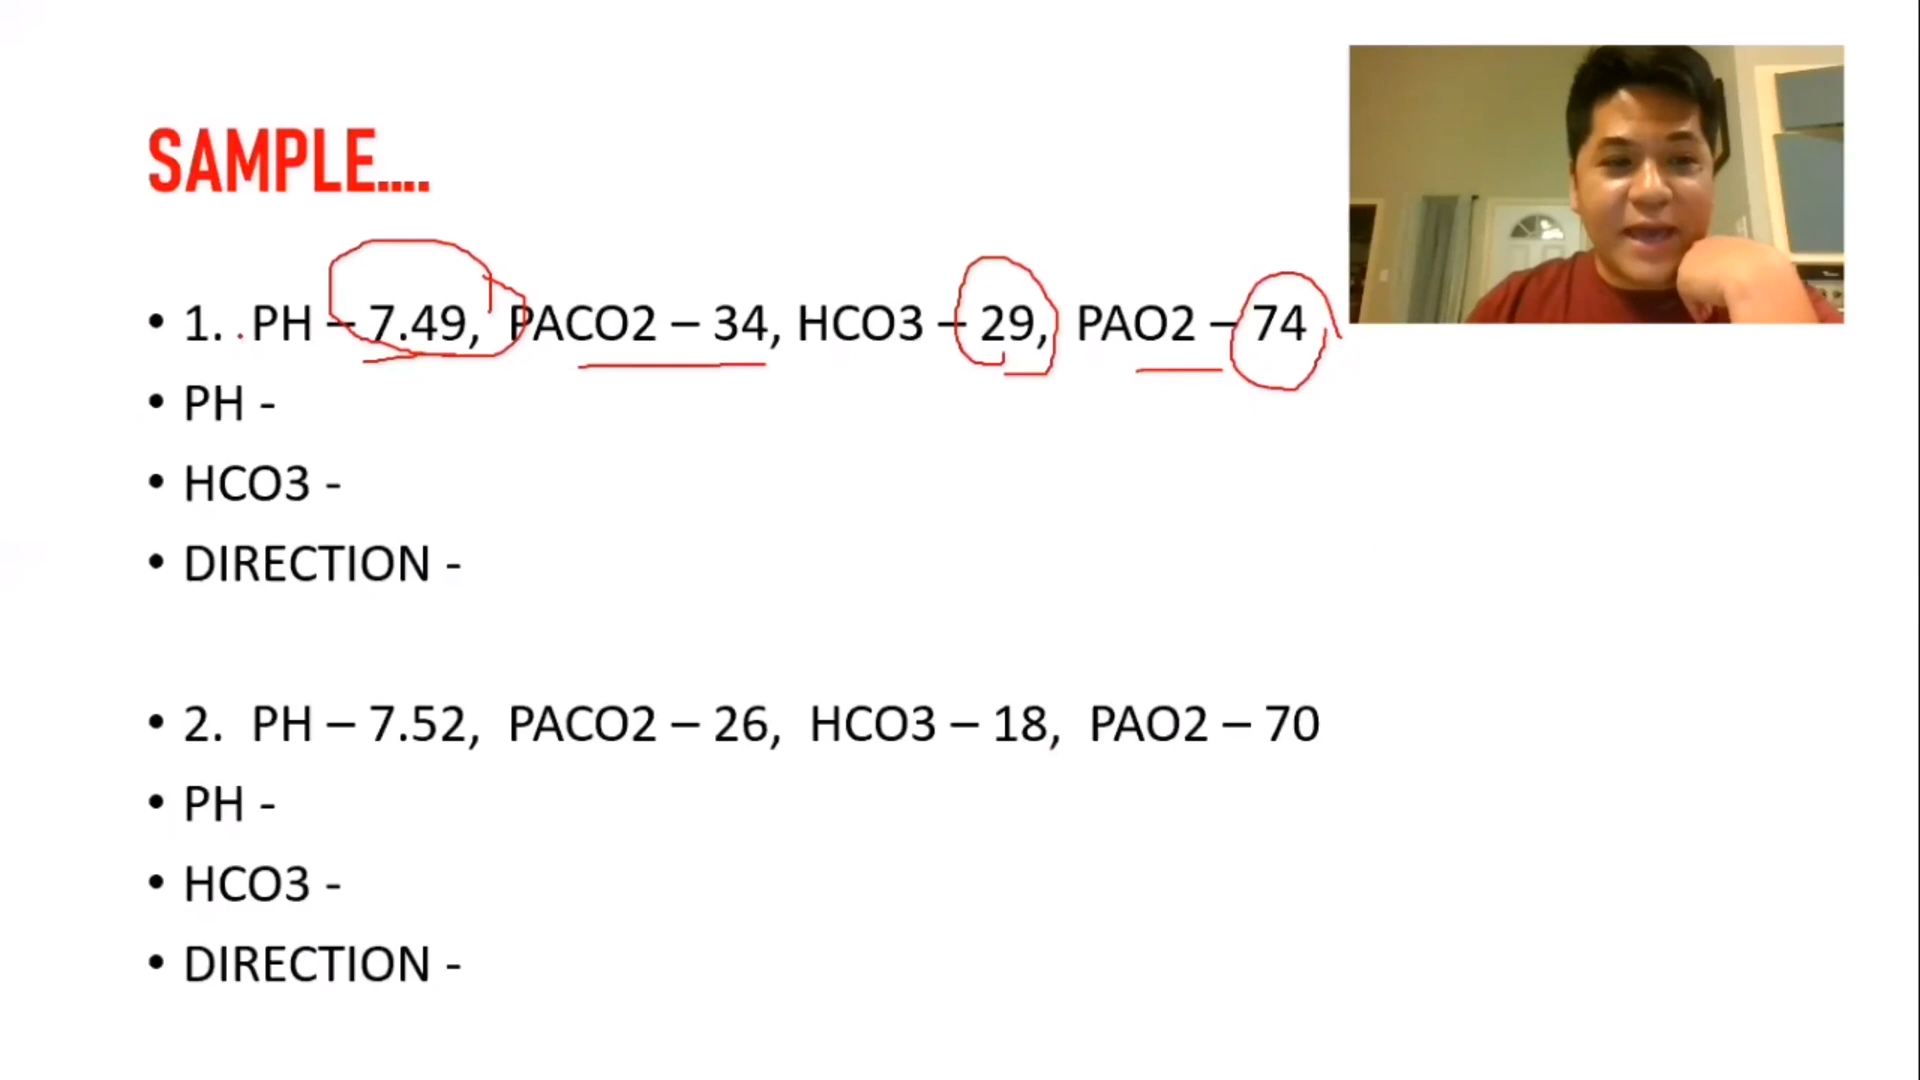 SAMPLE....
• 1. PH – 7.49, PACO2 – 34, HCO3 – 29, PAO2 – 74
• PH -
• HCO3 -
• DIRECTION -
• 2. PH – 7.52, PACO2 – 26, HCO3 – 18, PAO2 – 70
• PH -
• HCO3 -
• DIRECTION -